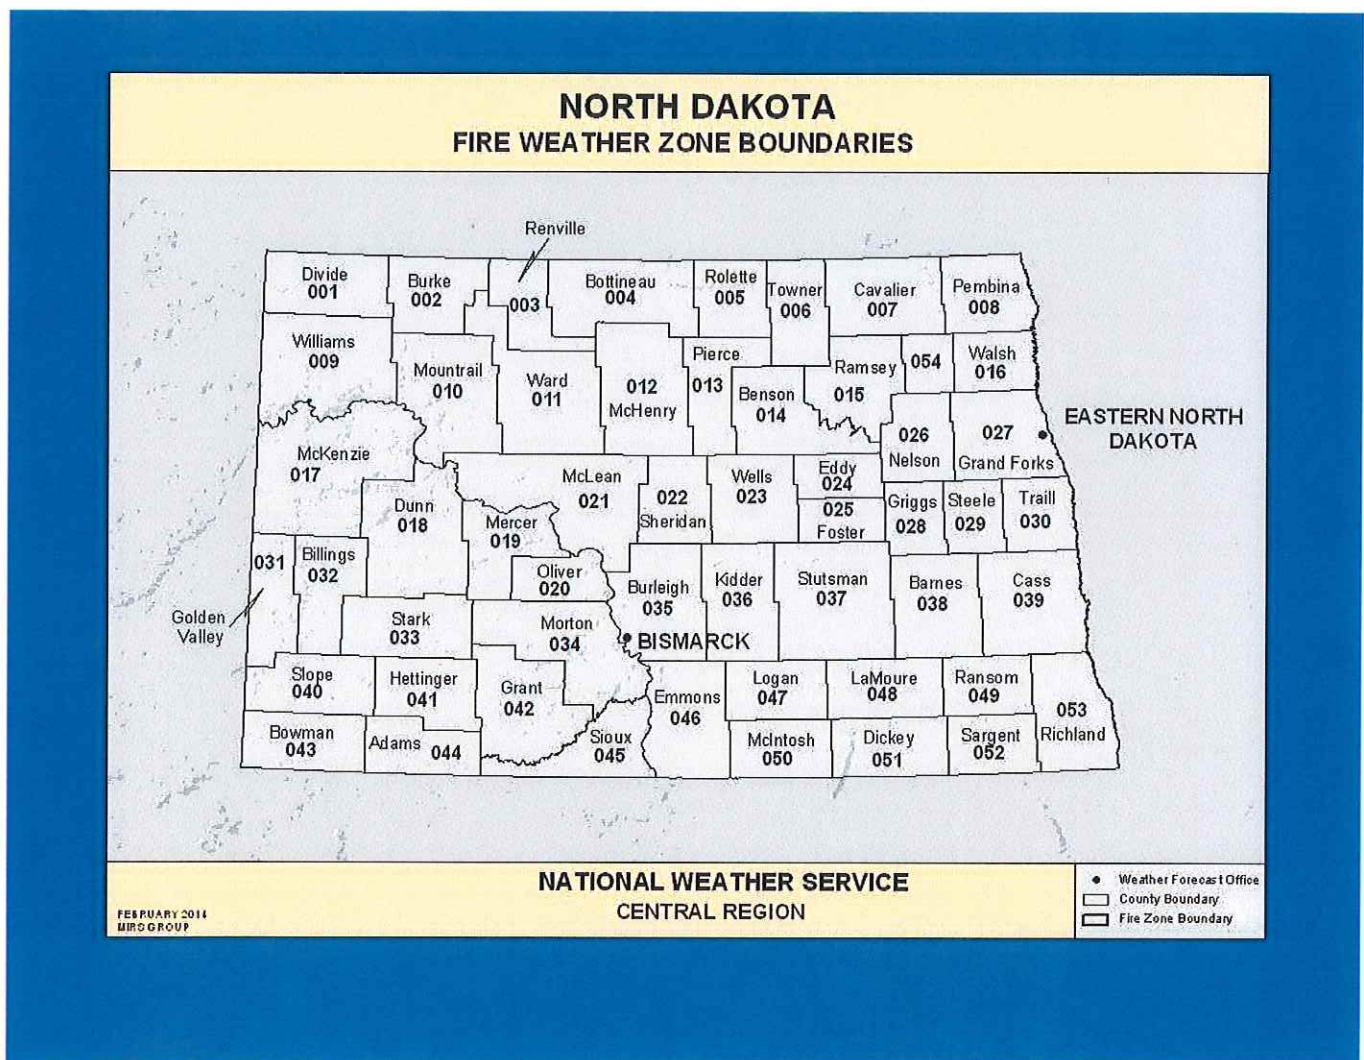 NORTH DAKOTA
FIRE WEATHER ZONE BOUNDARIES
Renville
Divide
001
Burke
002
003
Bottineau
004
Rolette
005
Towner
006
Cavalier
007
Pembina
008
Williams
009
Mountrail
010
Ward
011
012
McHenry
Pierce
013
Benson
014
Ramsey
015
054
Walsh
016
EASTERN NORTH
DAKOTA
McKenzie
017
Dunn
018
Mercer
019
Oliver
020
McLean
021
022
Sheridan
Wells
023
Eddy
024
025
Foster
026
Nelson
027
Grand Forks
Griggs
028
Steele
029
Traill
030
031
Golden
Valley
Billings
032
Stark
033
Morton
034
Burleigh
035
BISMARCK
Kidder
036
Stutsman
037
Barnes
038
Cass
039
Slope
040
Hettinger
041
Grant
042
Bowman
043
Adams 044
Sioux
045
Emmons
046
Logan
047
LaMoure
048
Ransom
049
McIntosh
050
Dickey
051
Sargent
052
053
Richland
NATIONAL WEATHER SERVICE
CENTRAL REGION
FEBRUARY 2014
MIRS GROUP
Weather Forecast Office
County Boundary
Fire Zone Boundary